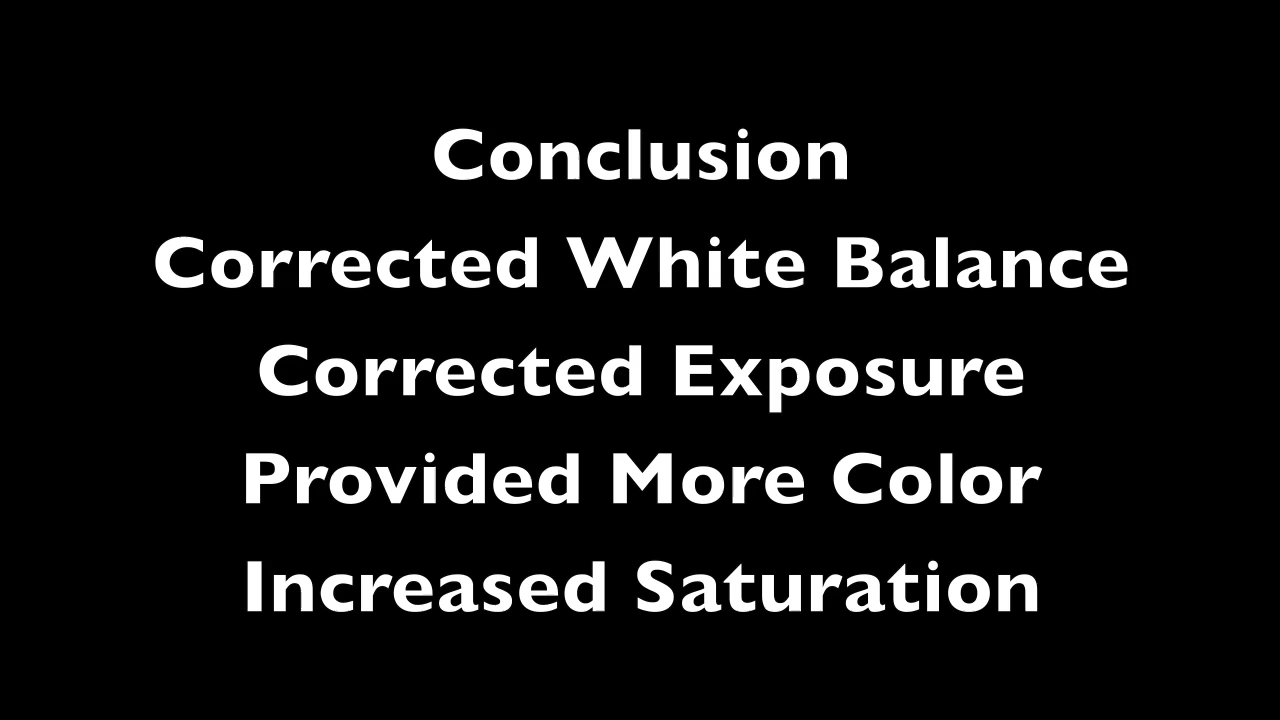 Conclusion
Corrected White Balance
Corrected Exposure
Provided More Color
Increased Saturation